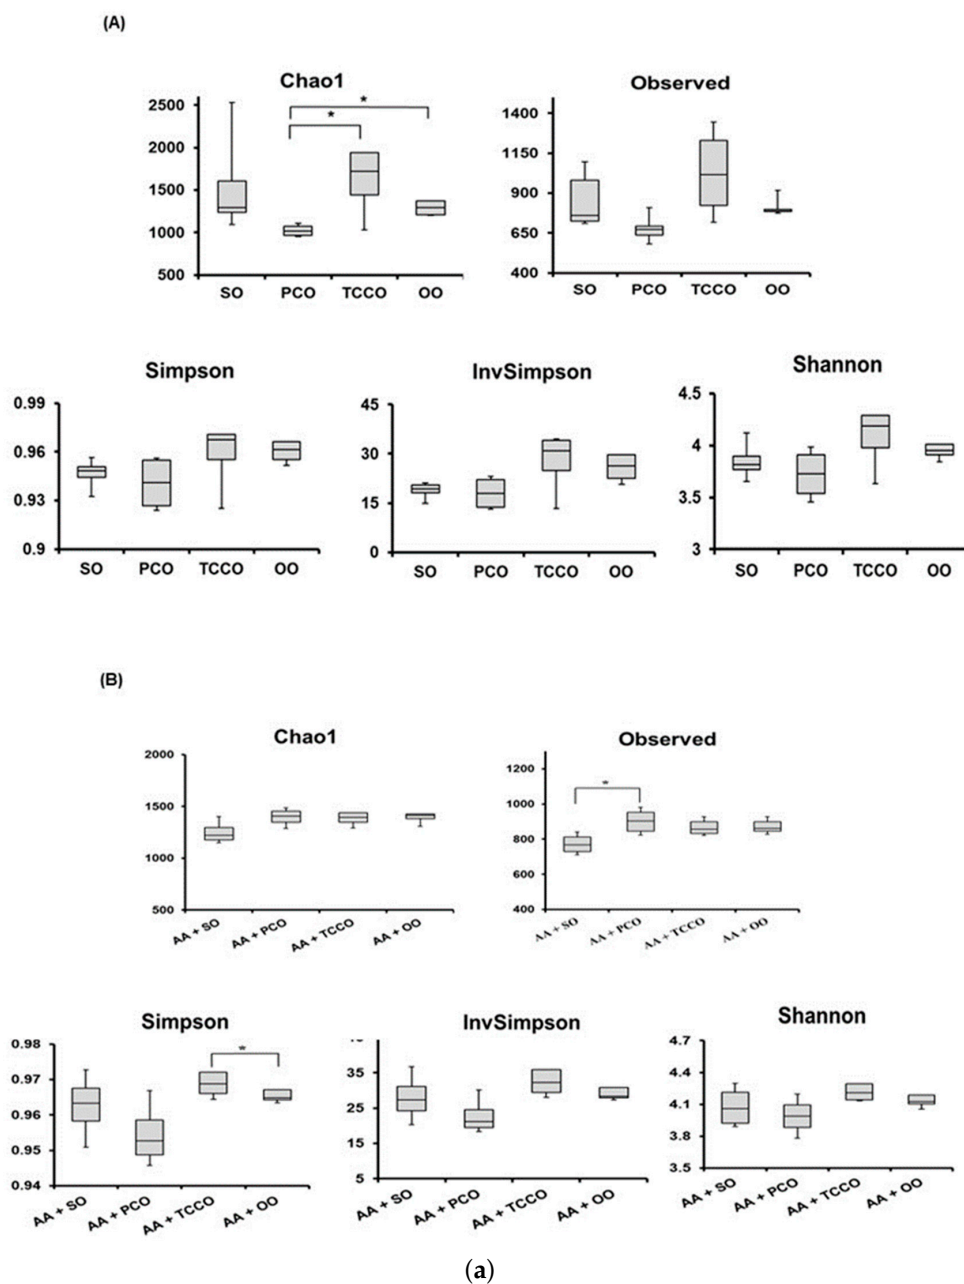 (A)
Chao1
*
*
2500
2000
1500
1000
500
SO PCO TCCO OO
Observed
1400
1150
900
650
400
SO PCO TCCO OO
Simpson
0.99
0.96
0.93
0.9
SO PCO TCCO OO
InvSimpson
45
30
15
0
SO PCO TCCO OO
Shannon
4.5
4
3.5
3
SO PCO TCCO OO
(B)
Chao1
2000
1500
1000
500
AA + SO AA + PCO AA + TCCO AA + OO
Observed
*
1200
1000
800
600
400
AA + SO AA + PCO AA + TCCO AA + OO
Simpson
*
0.98
0.97
0.96
0.95
0.94
AA + SO AA + PCO AA + TCCO AA + OO
InvSimpson
35
25
15
5
AA + SO AA + PCO AA + TCCO AA + OO
Shannon
4.7
4.4
4.1
3.8
3.5
AA + SO AA + PCO AA + TCCO AA + OO
(a)